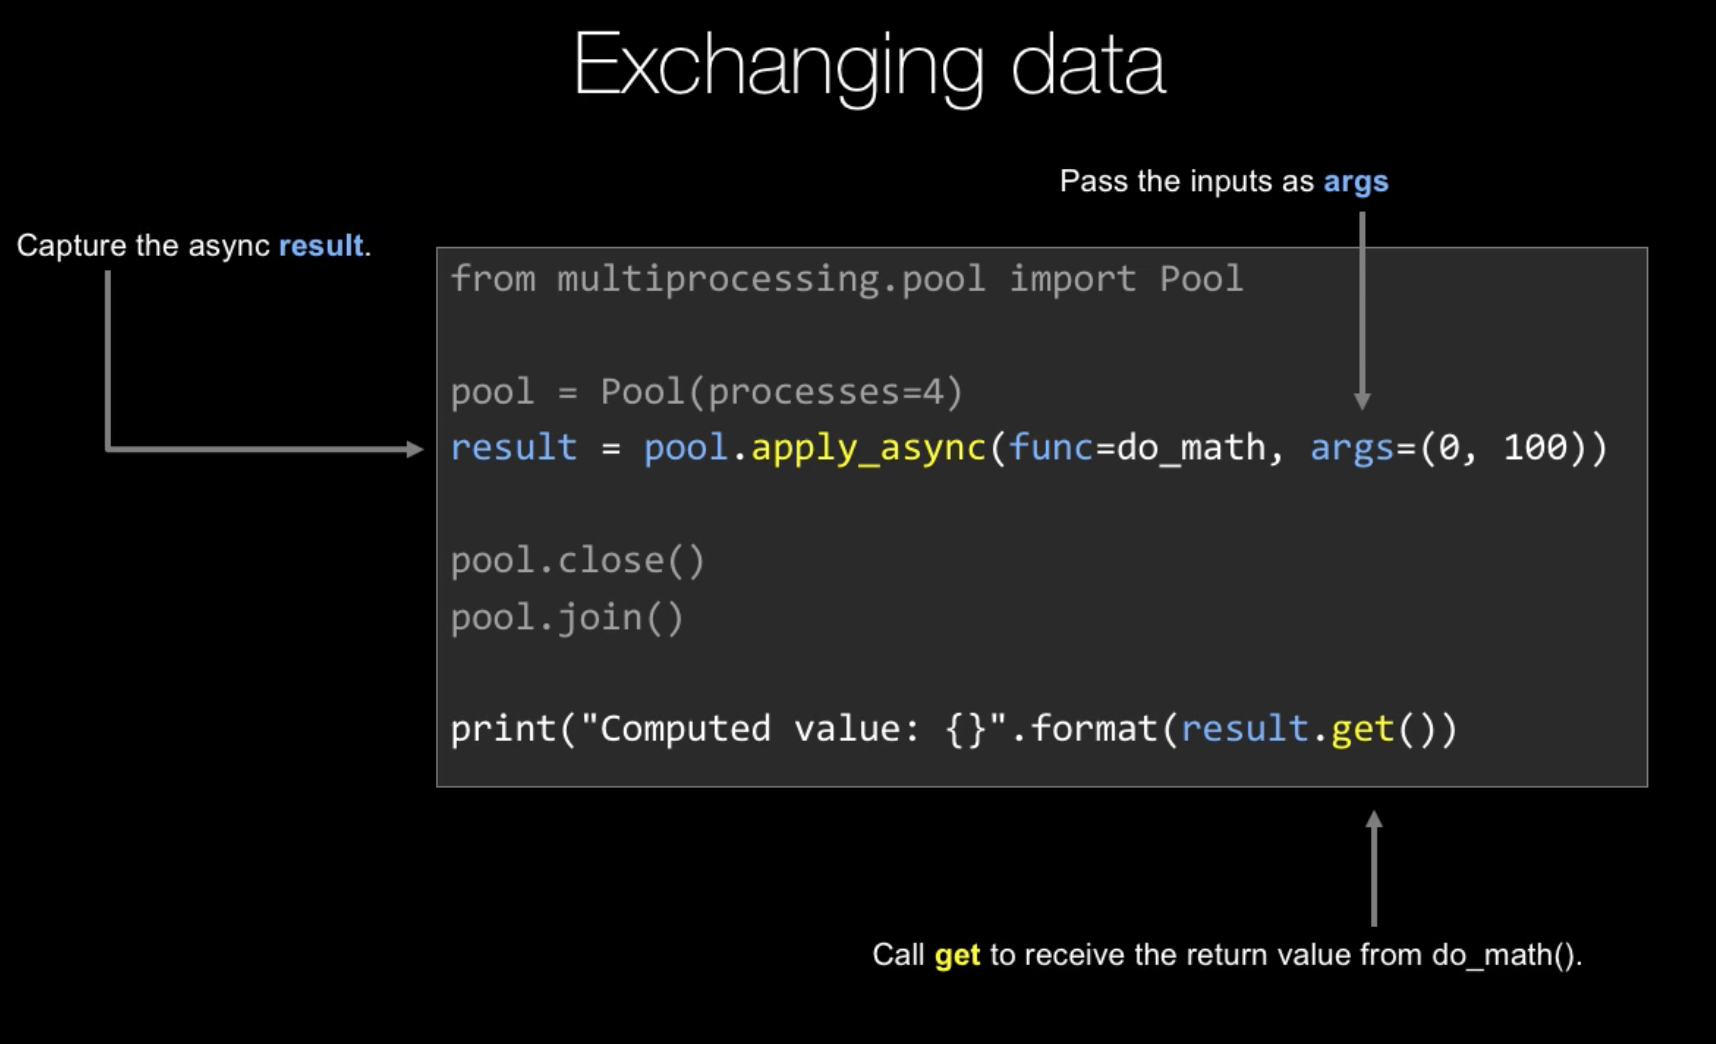 Exchanging data
Pass the inputs as args
Capture the async result.
from multiprocessing.pool import Pool
pool = Pool(processes=4)
result = pool.apply_async(func=do_math, args=(0, 100))
pool.close()
pool.join()
print("Computed value: {}".format(result.get())
Call get to receive the return value from do_math().